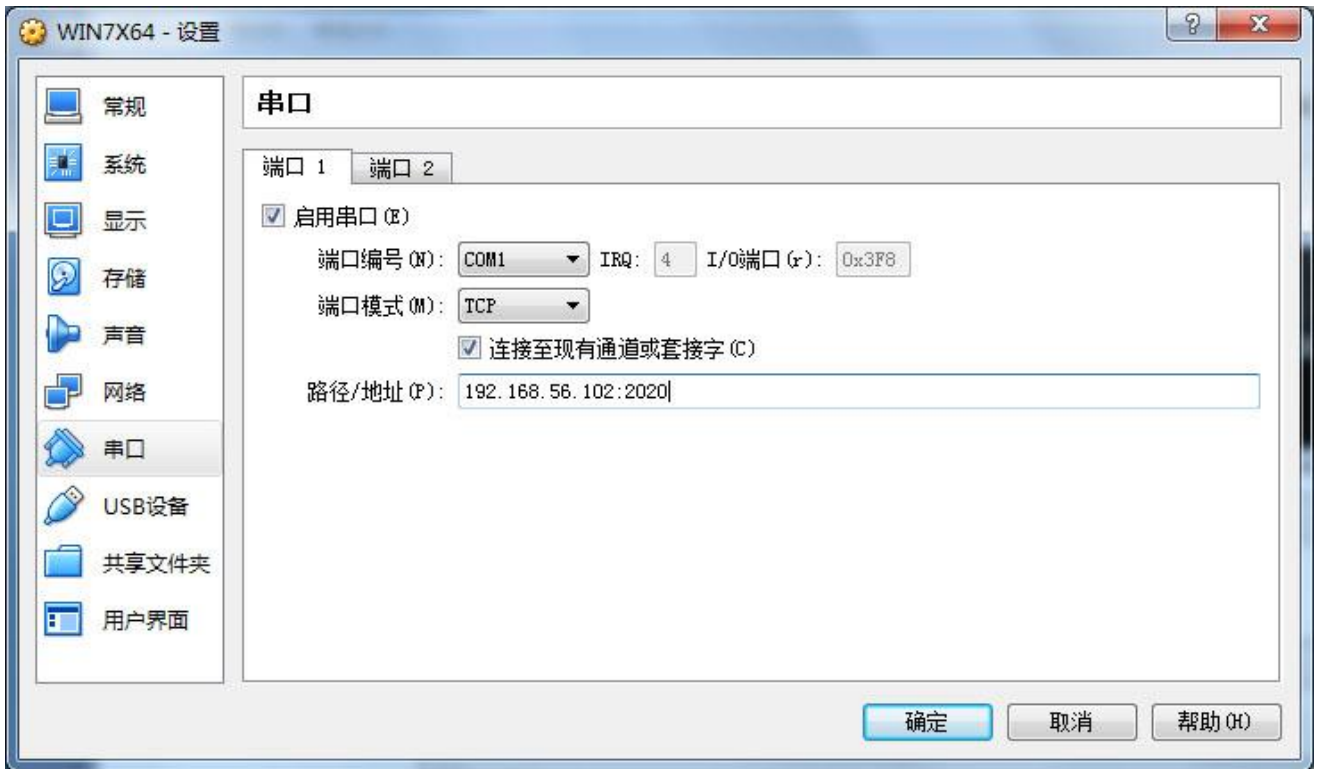 WIN7X64 - 设置
常规
系统
显示
存储
声音
网络
串口
USB设备
共享文件夹
用户界面
串口
端口 1 端口 2
启用串口(E)
端口编号(N): COM1 IRQ: 4 I/O端口(r): 0x3F8
端口模式(M): TCP
连接至现有通道或套接字(C)
路径/地址(P): 192.168.56.102:2020
确定 取消 帮助(H)